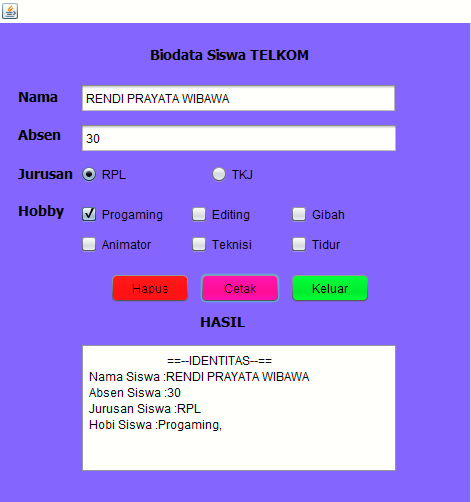 Biodata Siswa TELKOM
Nama RENDI PRAYATA WIBAWA
Absen 30
Jurusan RPL TKJ
Hobby Progaming Editing Gibah
Animator Teknisi Tidur
Hapus Cetak Keluar
HASIL
==--IDENTITAS--==
Nama Siswa :RENDI PRAYATA WIBAWA
Absen Siswa :30
Jurusan Siswa :RPL
Hobi Siswa :Progaming,